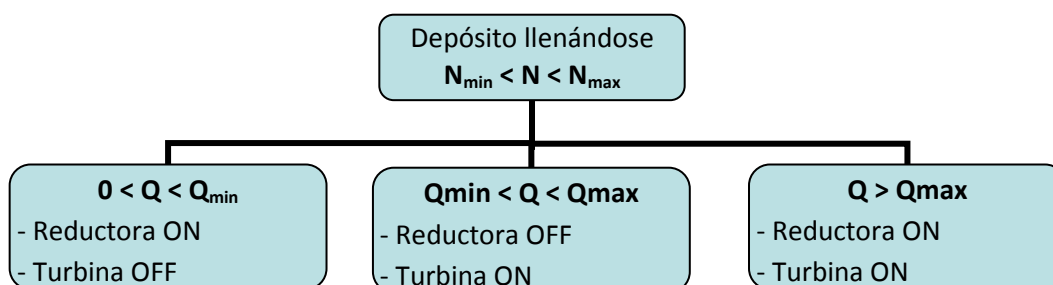 Depósito llenándose
Nmin < N < Nmax
0 < Q < Qmin
- Reductora ON
- Turbina OFF
Qmin < Q < Qmax
- Reductora OFF
- Turbina ON
Q > Qmax
- Reductora ON
- Turbina ON